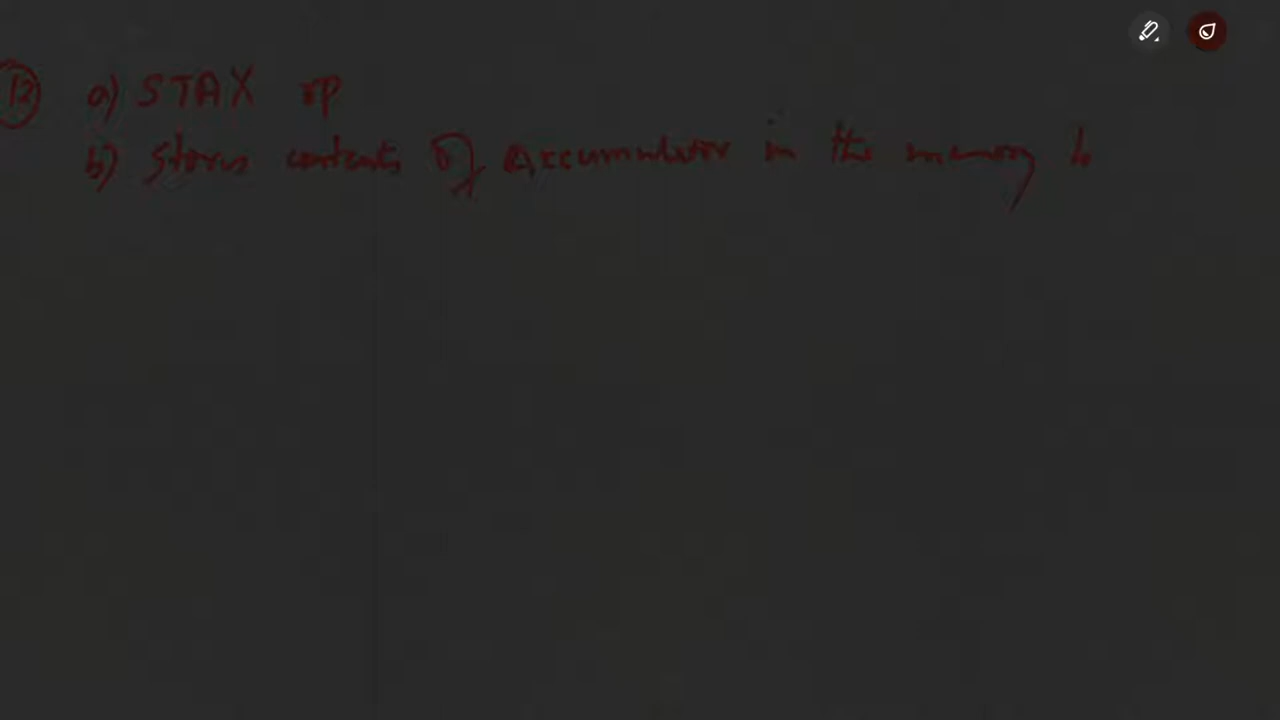 12 a) STAX rp
b) Stores contents of Accumulator in the memory lo